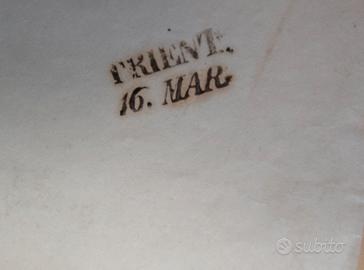 TRIENT.
16. MAR.
subito